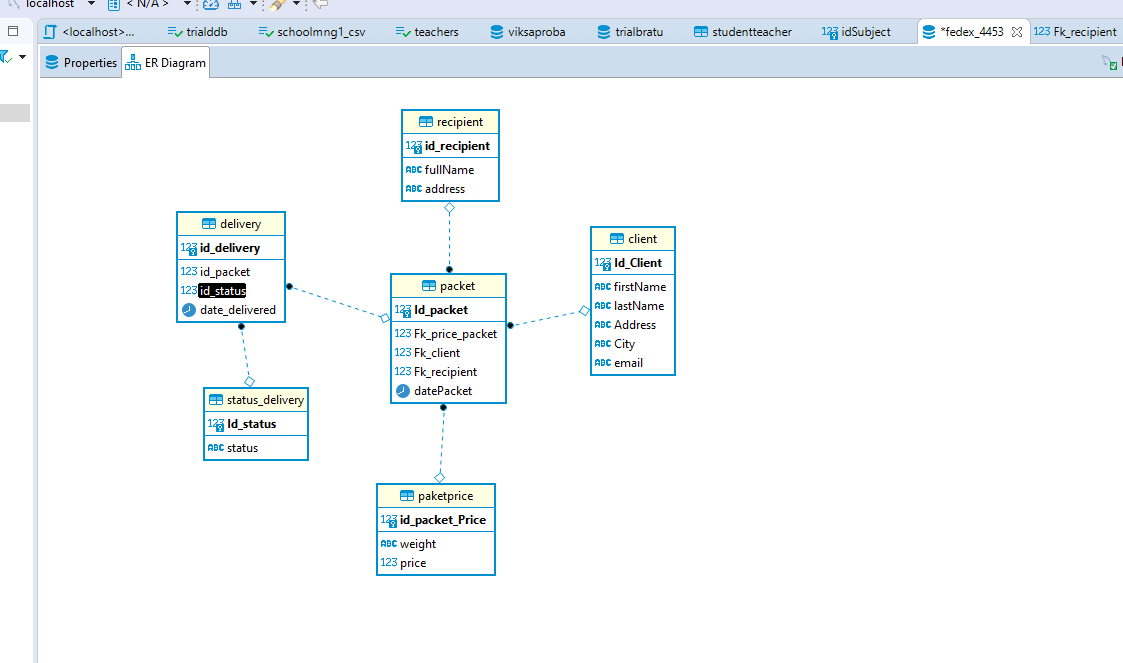 localhost < N/A >
<localhost>... trialddb schoolmng1_csv teachers viksaproba trialbratu studentteacher 123 idSubject *fedex_4453 123 Fk_recipient
Properties ER Diagram
recipient
123 id_recipient
ABC fullName
ABC address
delivery
123 id_delivery
123 id_packet
123 id_status
date_delivered
client
123 Id_Client
ABC firstName
ABC lastName
ABC Address
ABC City
ABC email
packet
123 Id_packet
123 Fk_price_packet
123 Fk_client
123 Fk_recipient
datePacket
status_delivery
123 Id_status
ABC status
paketprice
123 id_packet_Price
ABC weight
123 price